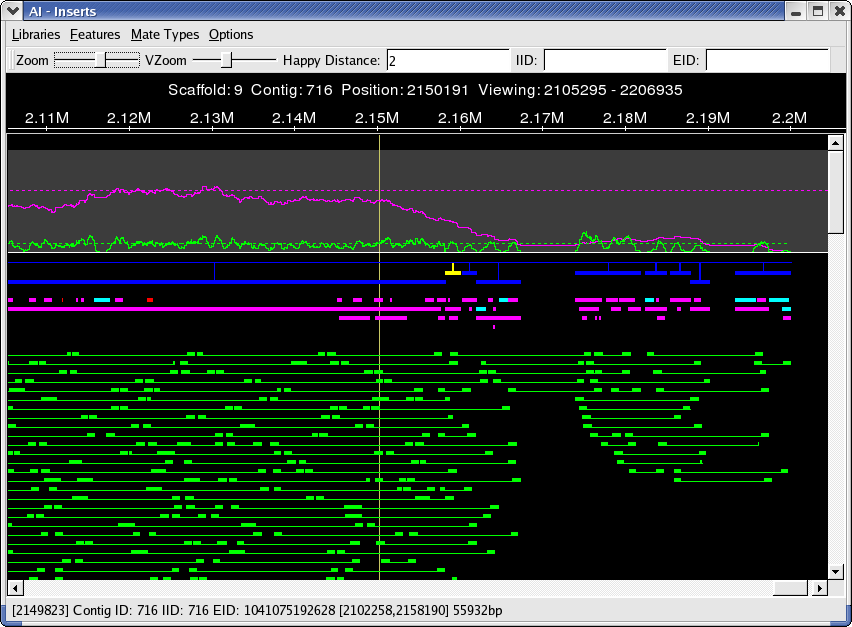 AI - Inserts
Libraries Features Mate Types Options
Zoom VZoom Happy Distance: 2 IID: EID:
Scaffold: 9 Contig: 716 Position: 2150191 Viewing: 2105295 - 2206935
2.11M 2.12M 2.13M 2.14M 2.15M 2.16M 2.17M 2.18M 2.19M 2.2M
[2149823] Contig ID: 716 IID: 716 EID: 1041075192628 [2102258,2158190] 55932bp